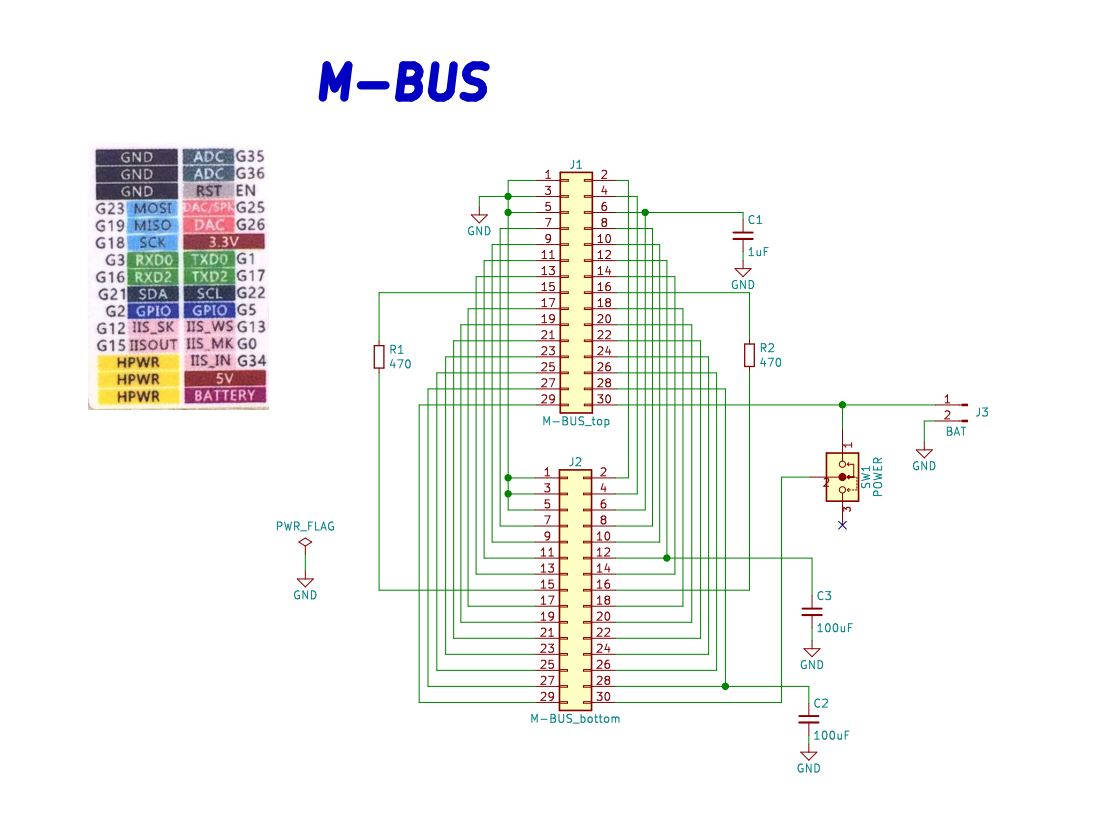 M-BUS
GND ADC G35
GND ADC G36
GND RST EN
G23 MOSI DAC/SPK G25
G19 MISO DAC G26
G18 SCK 3.3V
G3 RXD0 TXD0 G1
G16 RXD2 TXD2 G17
G21 SDA SCL G22
G2 GPIO GPIO G5
G12 IIS_SK IIS_WS G13
G15 IISOUT IIS_MK G0
HPWR IIS_IN G34
HPWR 5V
HPWR BATTERY
J1
1 2
3 4
5 6
7 8
9 10
11 12
13 14
15 16
17 18
19 20
21 22
23 24
25 26
27 28
29 30
M-BUS_top
GND
C1
1uF
GND
R1
470
R2
470
1
2
J3
BAT
GND
1
2
3
SW1
POWER
J2
1 2
3 4
5 6
7 8
9 10
11 12
13 14
15 16
17 18
19 20
21 22
23 24
25 26
27 28
29 30
M-BUS_bottom
PWR_FLAG
GND
C3
100uF
GND
C2
100uF
GND